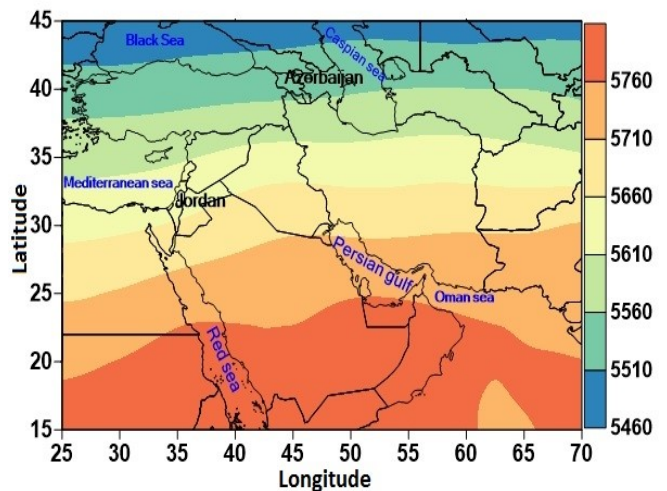 45
40
35
30
25
20
15
Latitude
Black Sea
Caspian sea
Azorbaijan
Mediterranean sea
Jordan
Persian gulf
Oman sea
Red sea
25 30 35 40 45 50 55 60 65 70
Longitude
5760
5710
5660
5610
5560
5510
5460